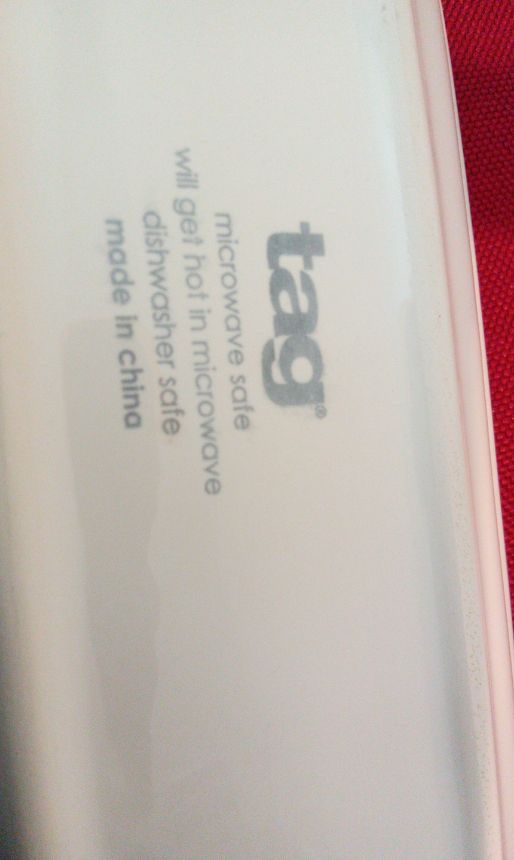 tag®
microwave safe
will get hot in microwave
dishwasher safe
made in china